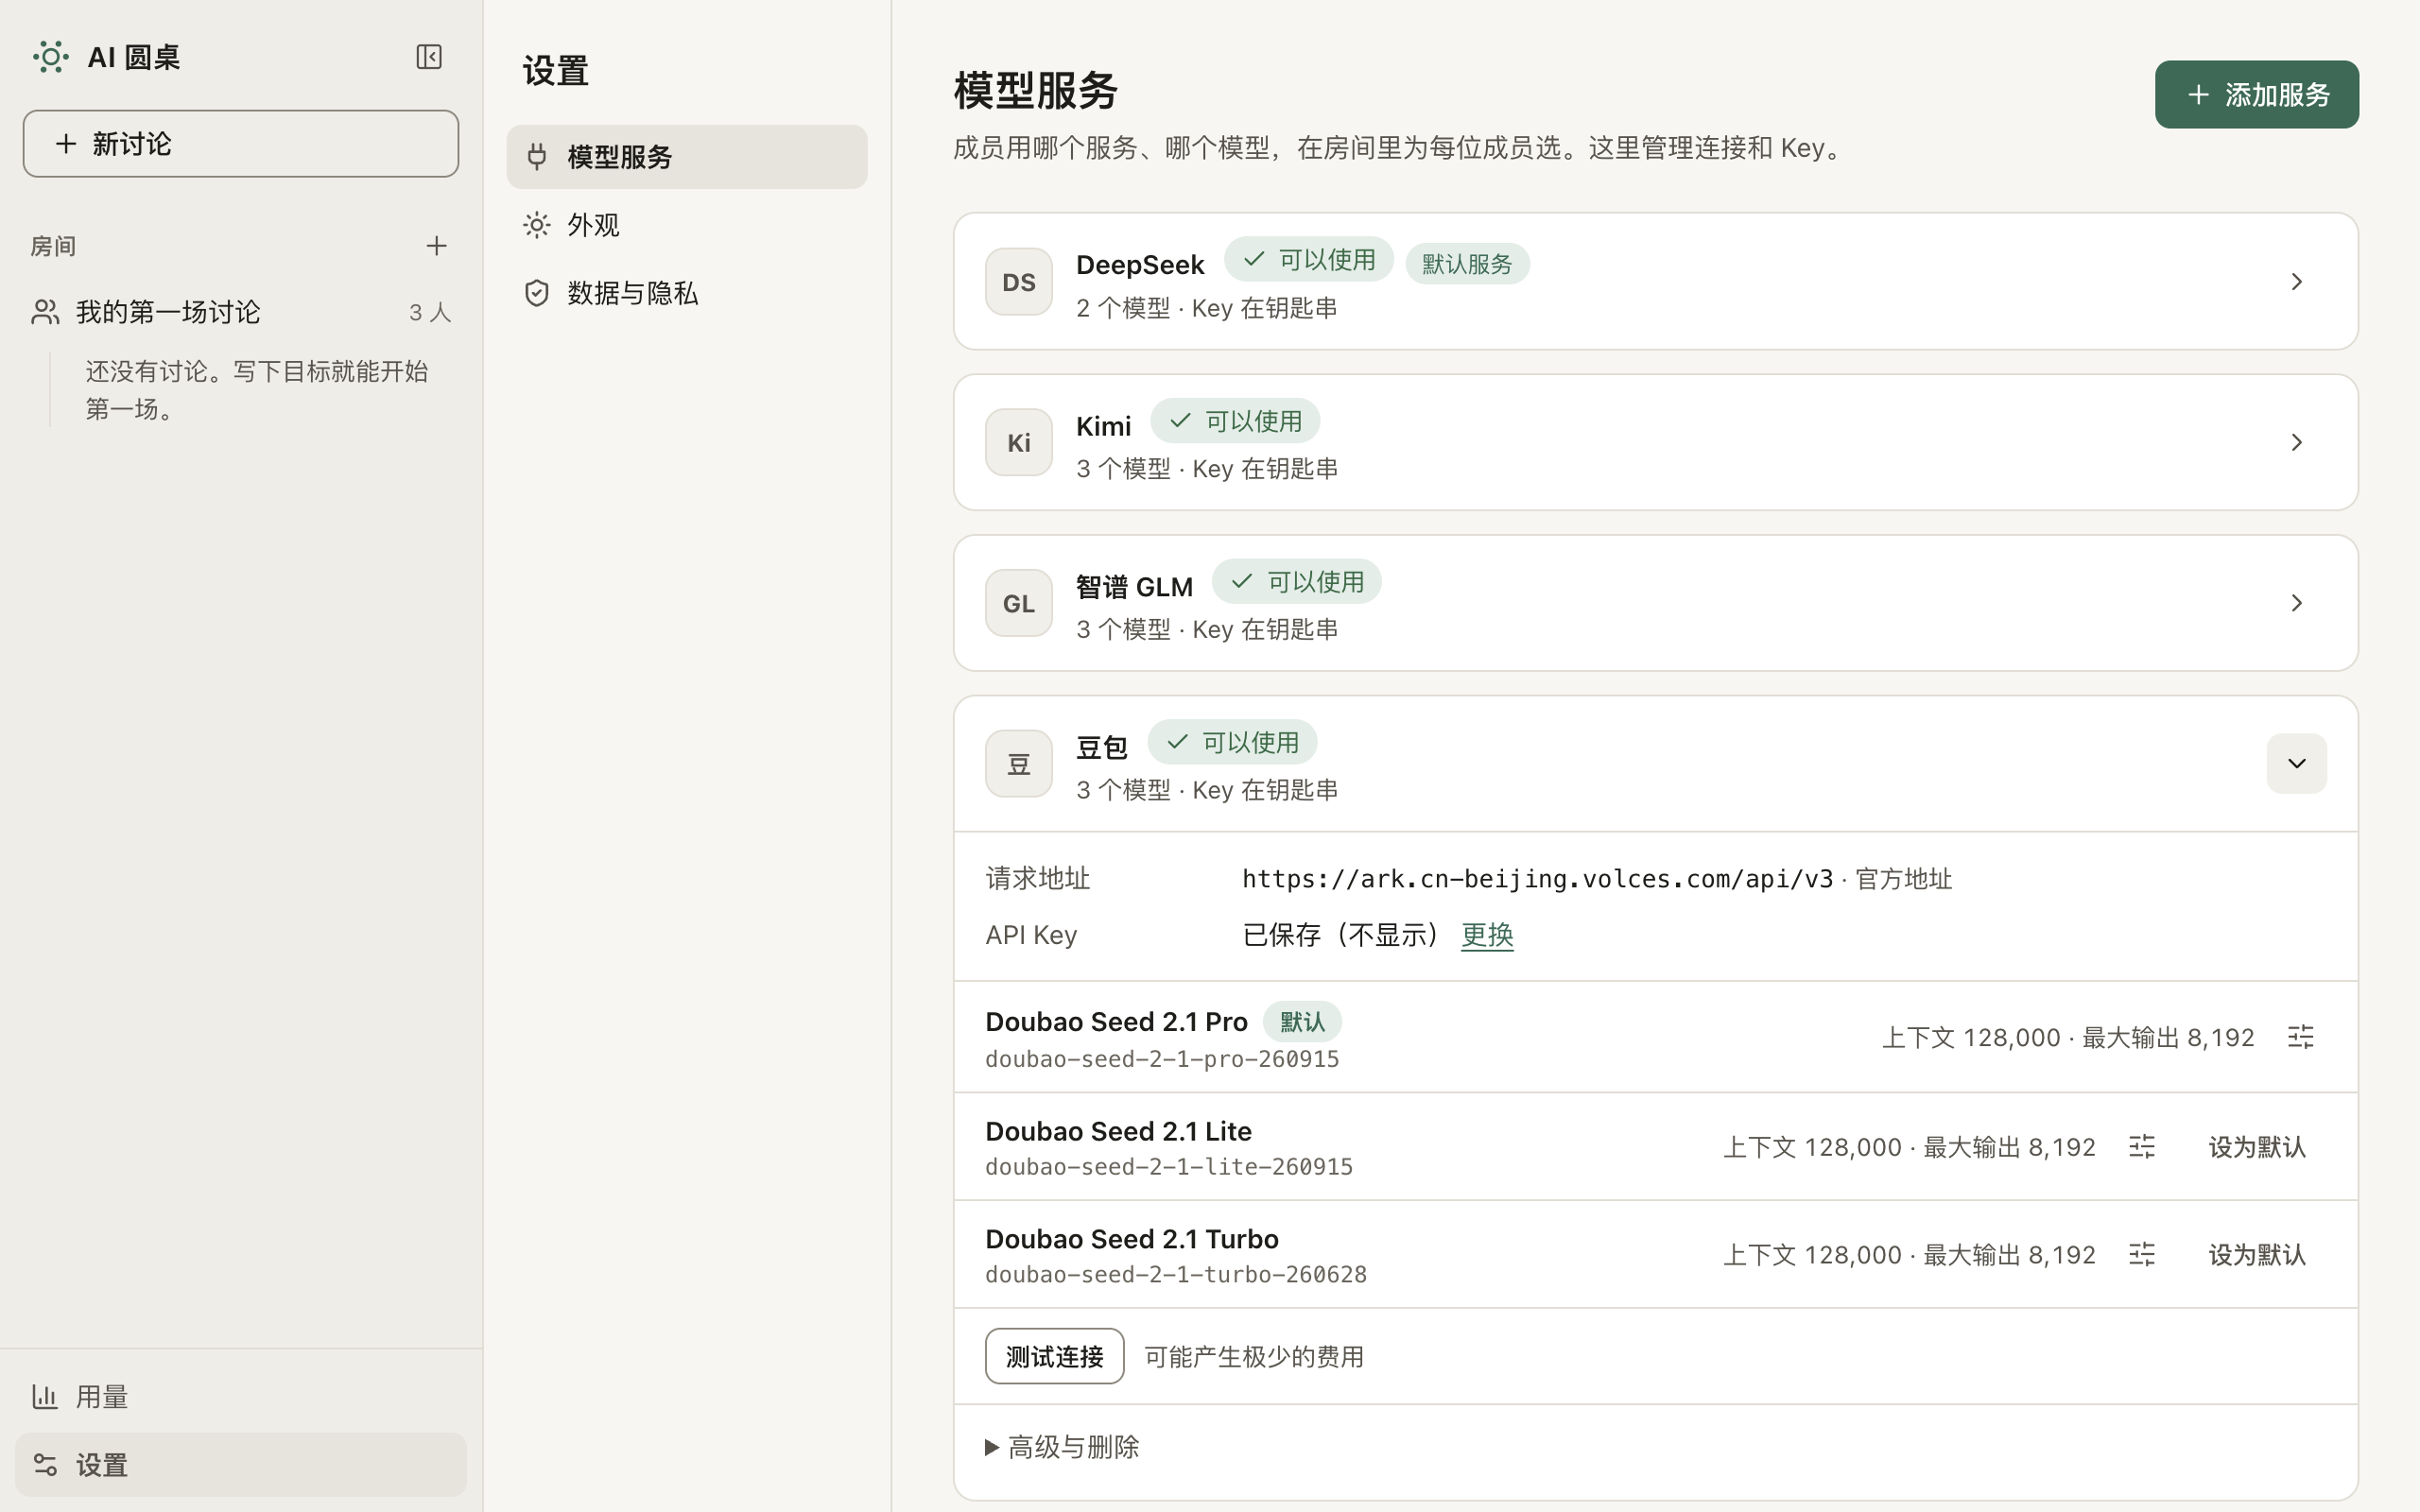 AI 圆桌
+ 新讨论
房间
我的第一场讨论 3 人
还没有讨论。写下目标就能开始
第一场。
用量
设置
设置
模型服务
外观
数据与隐私
模型服务
+ 添加服务
成员用哪个服务、哪个模型，在房间里为每位成员选。这里管理连接和 Key。
DS
DeepSeek 可以使用 默认服务
2 个模型 · Key 在钥匙串
Ki
Kimi 可以使用
3 个模型 · Key 在钥匙串
GL
智谱 GLM 可以使用
3 个模型 · Key 在钥匙串
豆
豆包 可以使用
3 个模型 · Key 在钥匙串
请求地址 https://ark.cn-beijing.volces.com/api/v3 · 官方地址
API Key 已保存（不显示） 更换
Doubao Seed 2.1 Pro 默认
doubao-seed-2-1-pro-260915
上下文 128,000 · 最大输出 8,192
Doubao Seed 2.1 Lite
doubao-seed-2-1-lite-260915
上下文 128,000 · 最大输出 8,192 设为默认
Doubao Seed 2.1 Turbo
doubao-seed-2-1-turbo-260628
上下文 128,000 · 最大输出 8,192 设为默认
测试连接 可能产生极少的费用
高级与删除